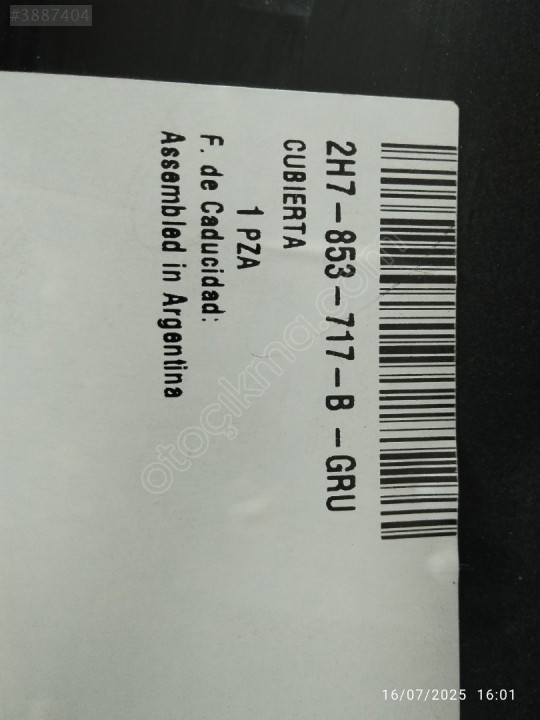 #3887404
2H7-853-717-B -GRU
CUBIERTA
1 PZA
F. de Caducidad:
Assembled in Argentina
otoçıkma.com
16/07/2025 16:01